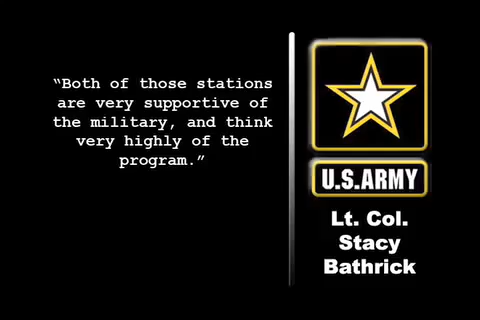 “Both of those stations
are very supportive of
the military, and think
very highly of the
program.”
U.S.ARMY
Lt. Col.
Stacy
Bathrick